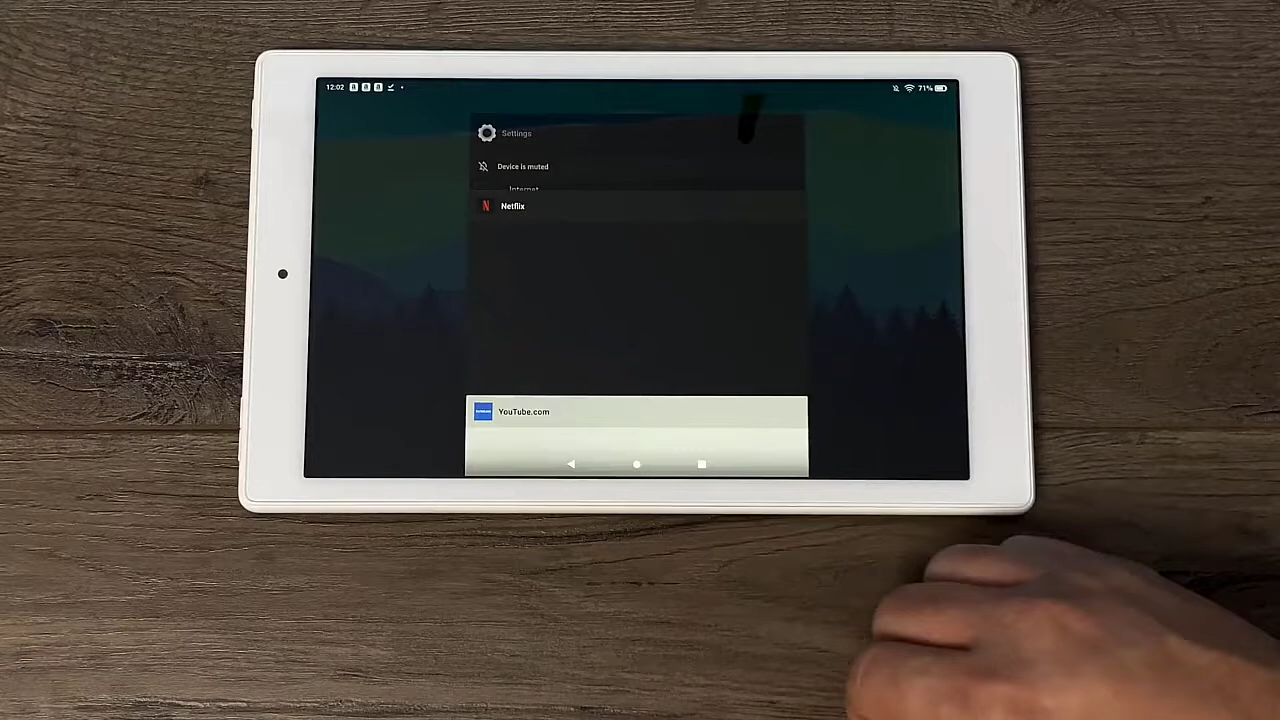 12:02 71%
Settings
Device is muted
Internet
Netflix
YouTube.com